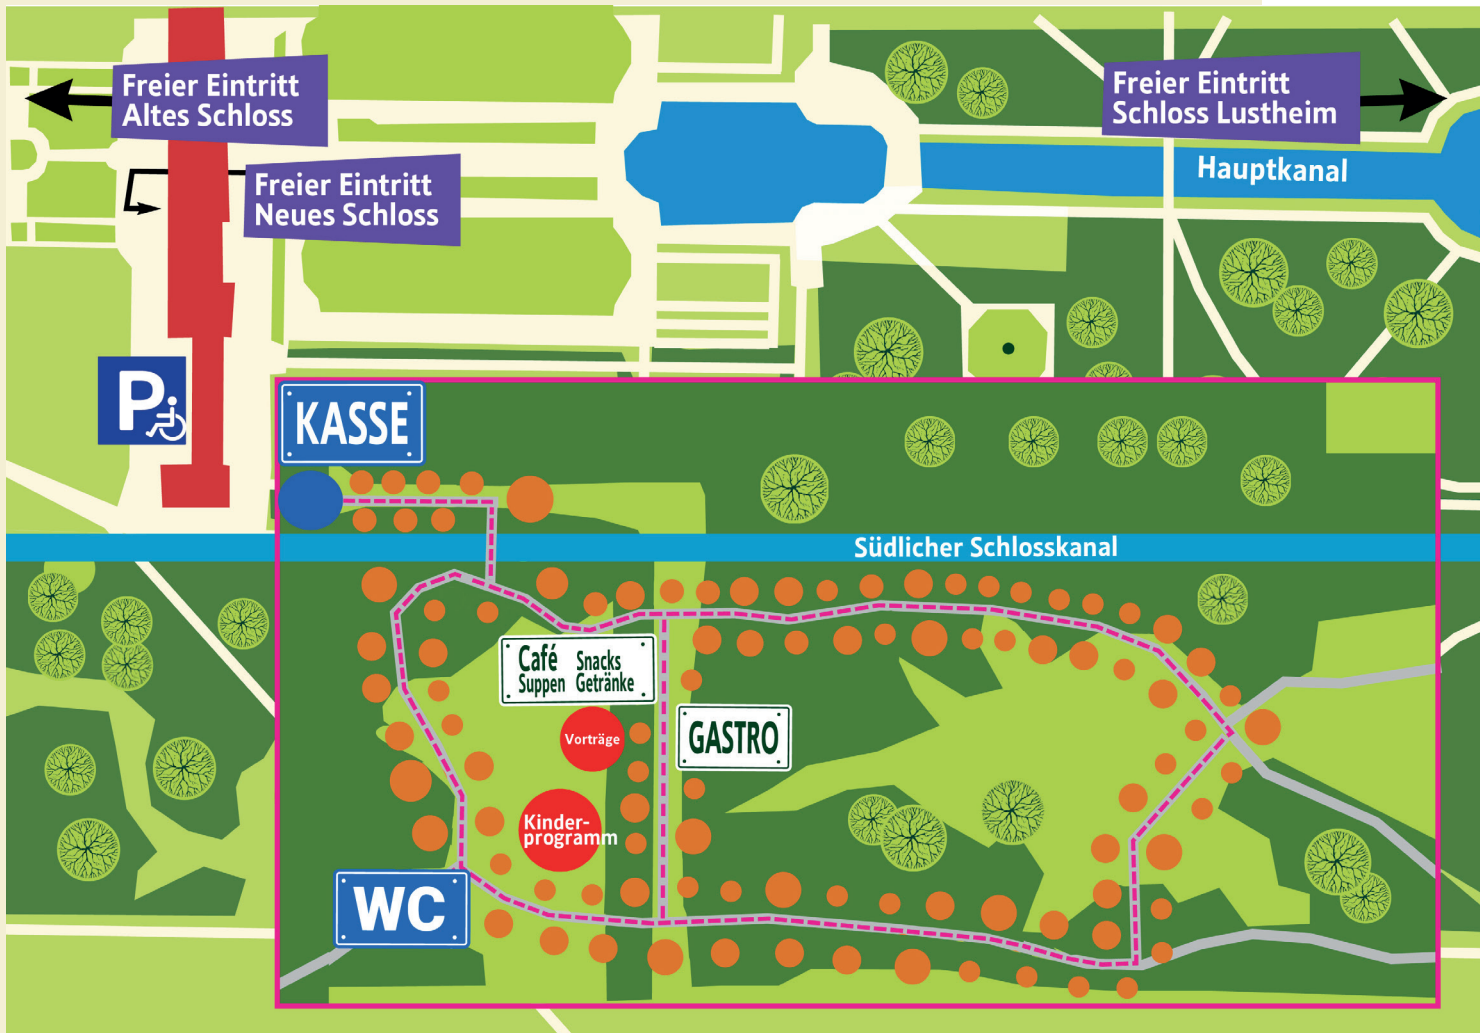 Freier Eintritt
Altes Schloss
Freier Eintritt
Schloss Lustheim
Hauptkanal
Freier Eintritt
Neues Schloss
P
KASSE
Südlicher Schlosskanal
Café Snacks
Suppen Getränke
Vorträge
GASTRO
Kinder-
programm
WC